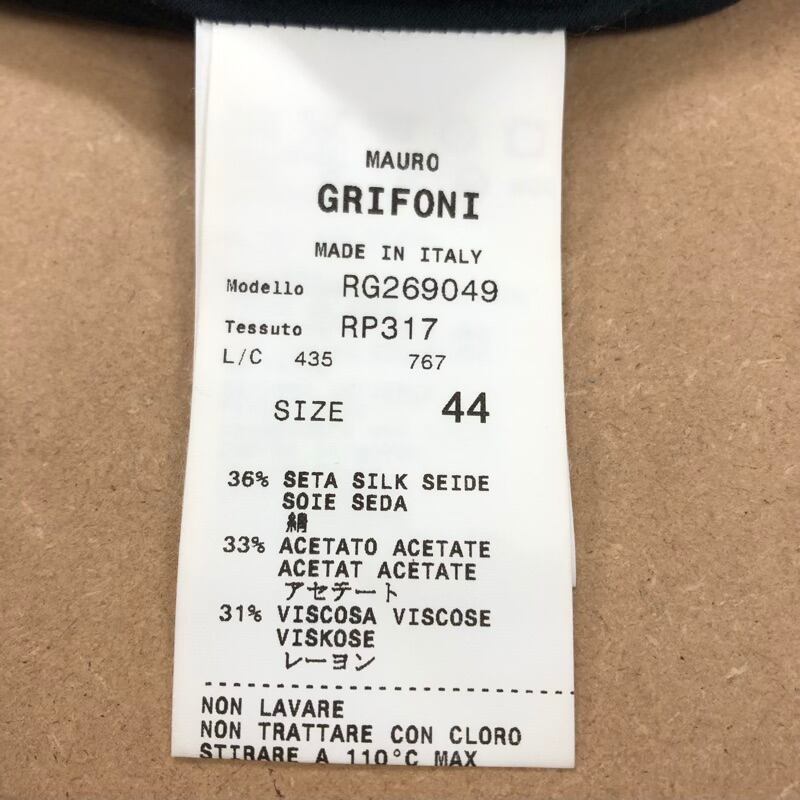 MAURO
GRIFONI
MADE IN ITALY
Modello RG269049
Tessuto RP317
L/C 435 767
SIZE 44
36% SETA SILK SEIDE
SOIE SEDA
絹
33% ACETATO ACETATE
ACETAT ACÉTATE
アセテート
31% VISCOSA VISCOSE
VISKOSE
レーヨン
NON LAVARE
NON TRATTARE CON CLORO
STIRARE A 110°C MAX